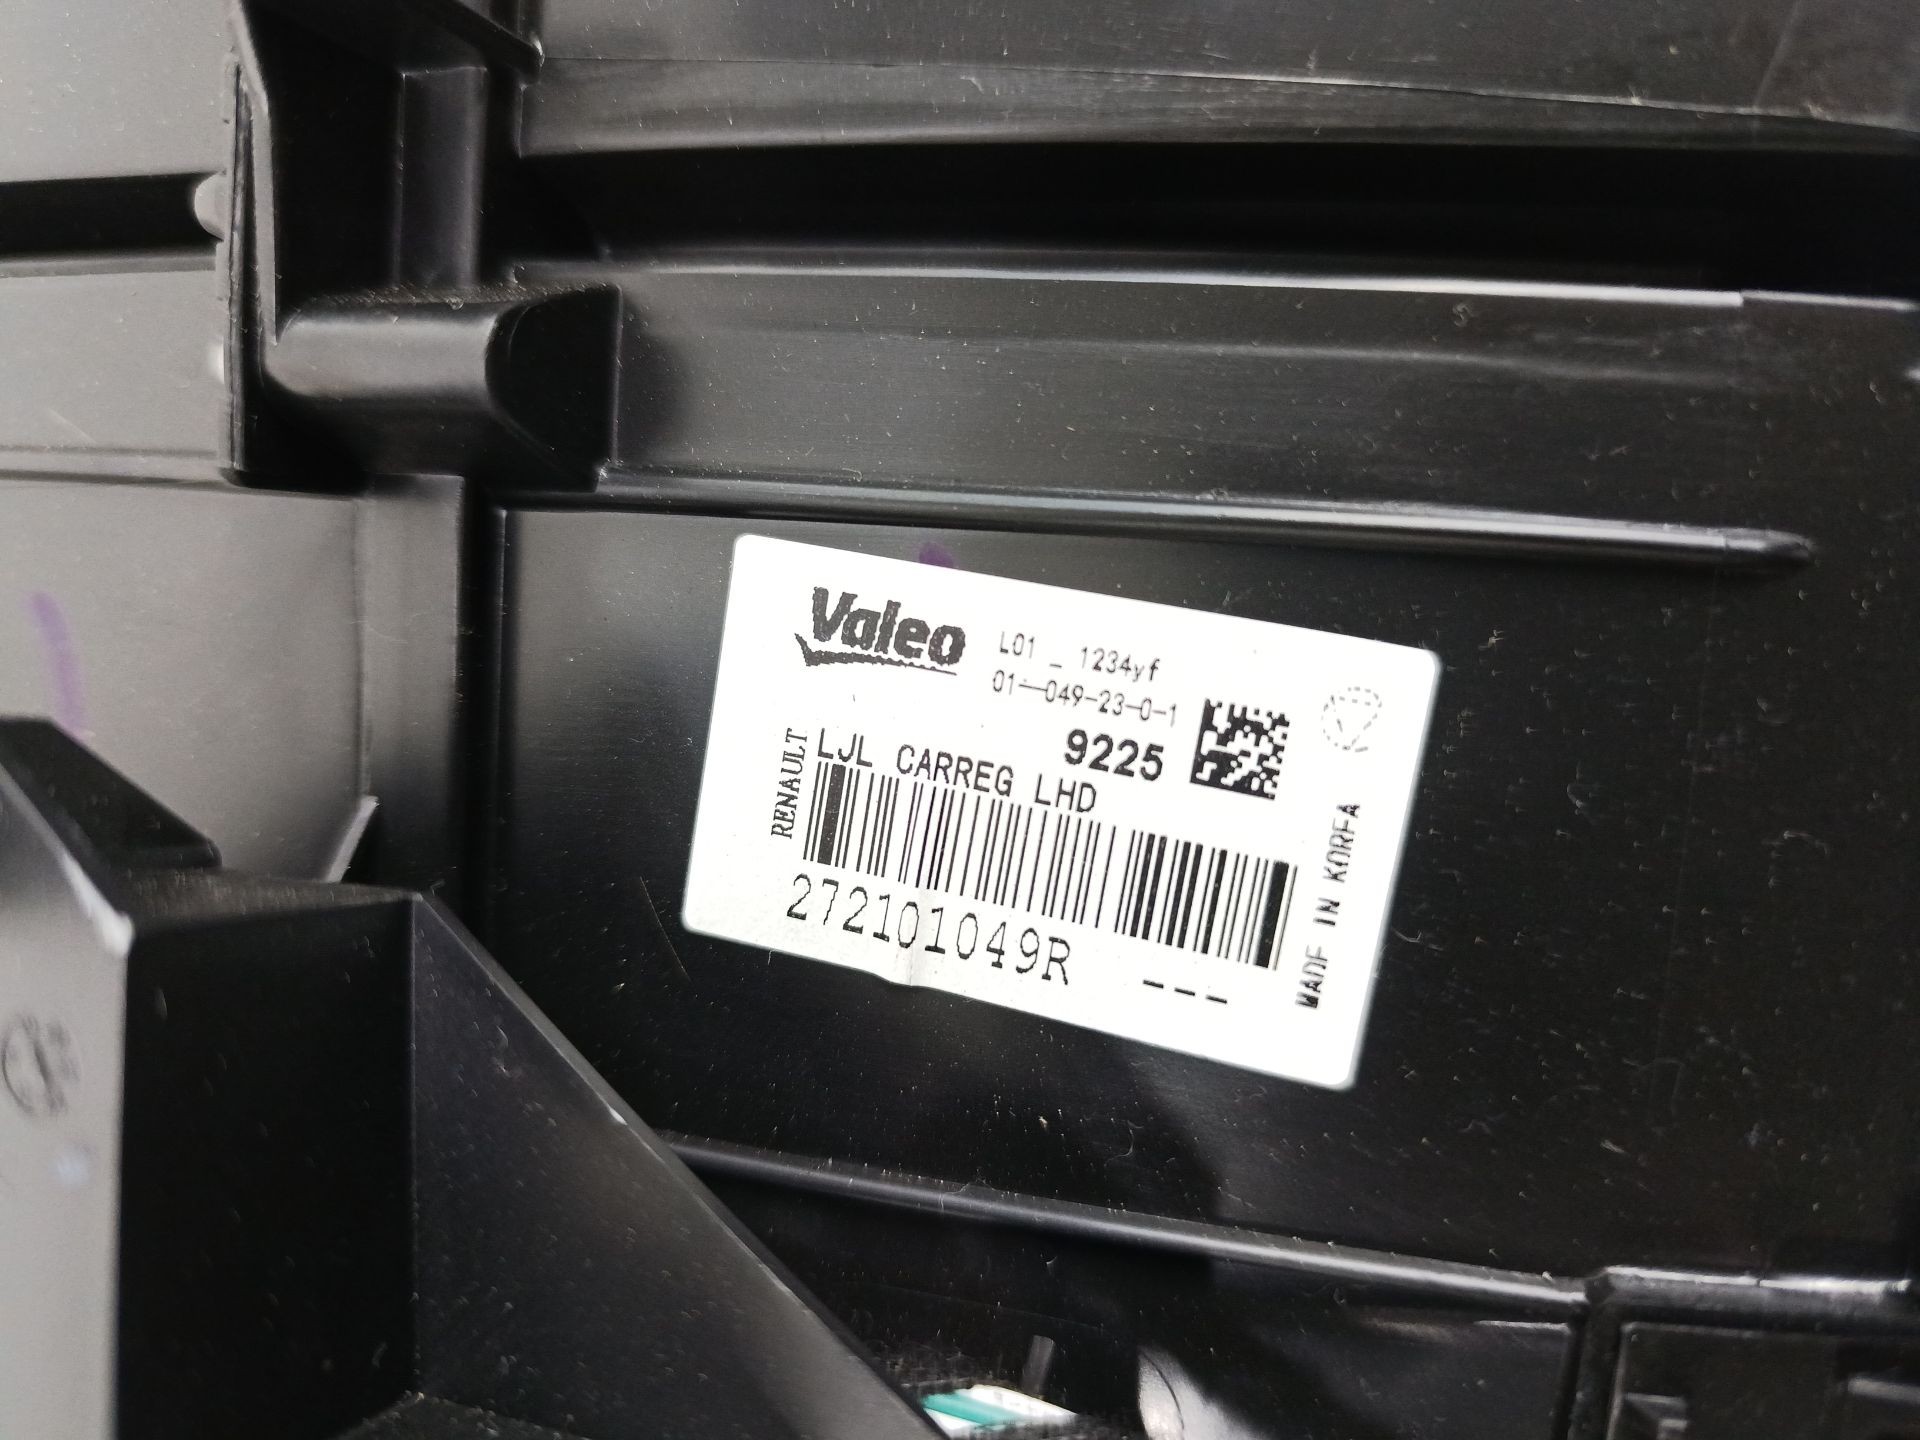 Valeo
L01 _ 1234yf
01-049-23-0-1
9225
RENAULT
LJL CARREG LHD
272101049R ---
MADE IN KOREA